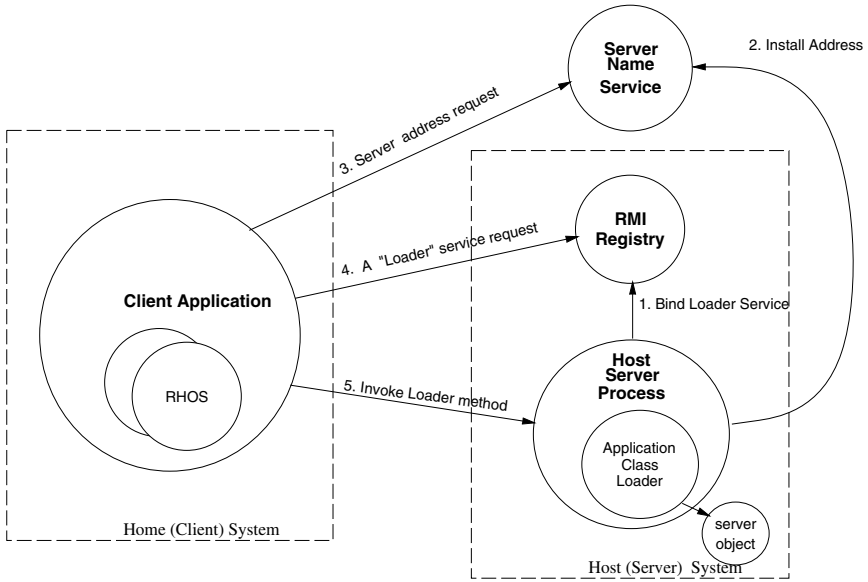 Server
Name
Service
2. Install Address
3. Server address request
RMI
Registry
4. A "Loader" service request
Client Application
1. Bind Loader Service
Host
Server
Process
RHOS
5. Invoke Loader method
Application
Class
Loader
server
object
Home (Client) System
Host (Server) System